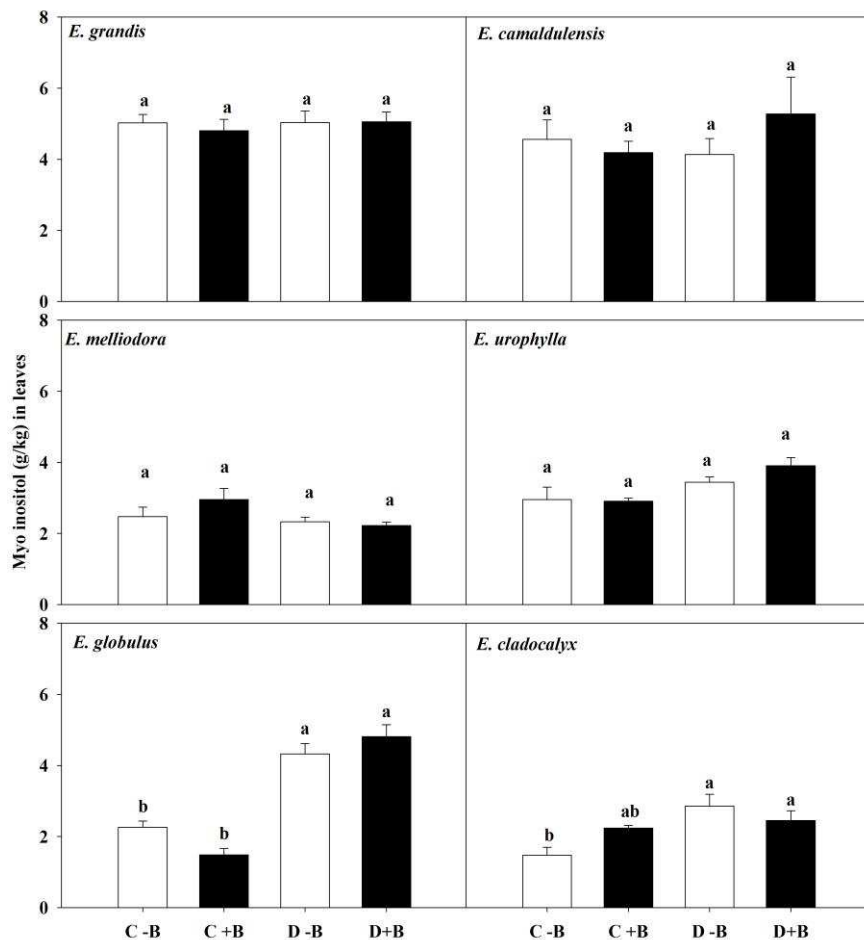 8
E. grandis
E. camaldulensis
a a a a
a a a a
6
4
2
0
Myo inositol (g/kg) in leaves
8
E. melliodora
E. urophylla
6
a a a a
a a a a
4
2
0
8
E. globulus
E. cladocalyx
6
b b a a
b ab a a
4
2
0
C -B C +B D -B D+B
C -B C +B D -B D+B